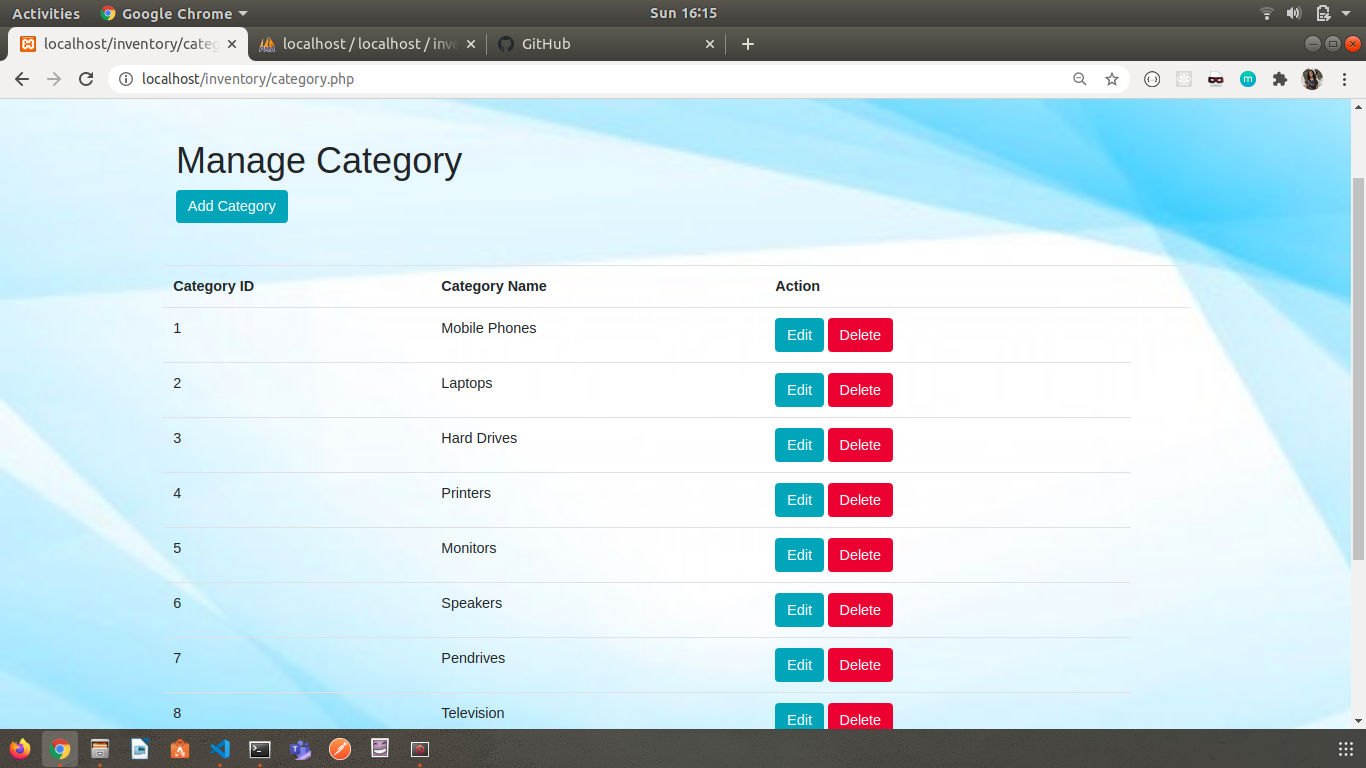 Activities Google Chrome Sun 16:15
localhost/inventory/categ localhost / localhost / inve GitHub
localhost/inventory/category.php
Manage Category
Add Category
Category ID Category Name Action
1 Mobile Phones Edit Delete
2 Laptops Edit Delete
3 Hard Drives Edit Delete
4 Printers Edit Delete
5 Monitors Edit Delete
6 Speakers Edit Delete
7 Pendrives Edit Delete
8 Television Edit Delete